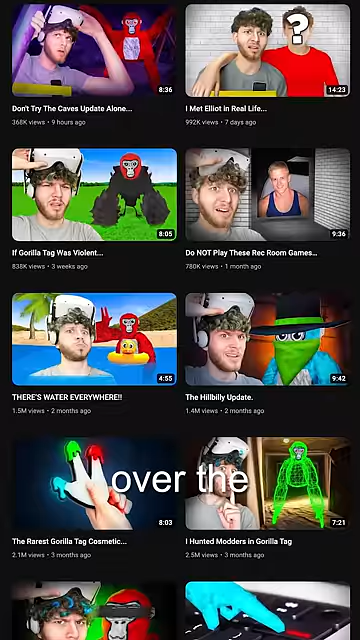 ?
8:36
14:23
Don't Try The Caves Update Alone...
368K views • 9 hours ago
I Met Elliot in Real Life...
992K views • 7 days ago
8:05
9:36
If Gorilla Tag Was Violent...
838K views • 3 weeks ago
Do NOT Play These Rec Room Games...
780K views • 1 month ago
4:55
9:42
THERE'S WATER EVERYWHERE!!
1.5M views • 2 months ago
The Hillbilly Update.
1.4M views • 2 months ago
over the
8:03
7:21
The Rarest Gorilla Tag Cosmetic...
2.1M views • 3 months ago
I Hunted Modders in Gorilla Tag
2.5M views • 3 months ago